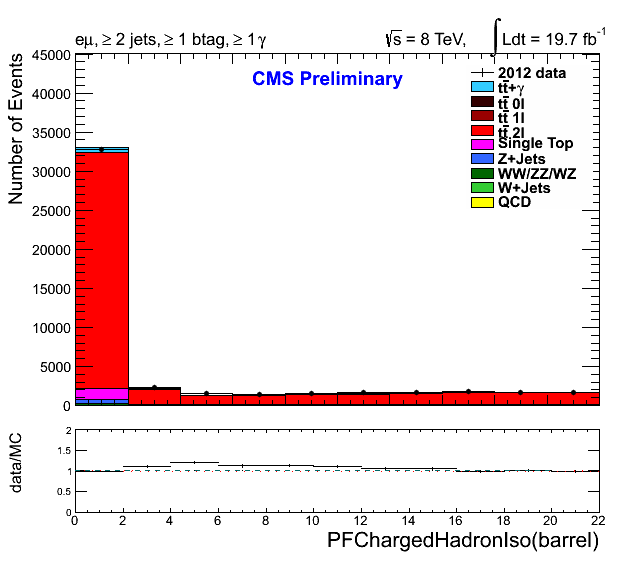 eμ, ≥ 2 jets, ≥ 1 btag, ≥ 1 γ
√s = 8 TeV, ∫ Ldt = 19.7 fb⁻¹
CMS Preliminary
2012 data
tt̄+γ
tt̄ 0l
tt̄ 1l
tt̄ 2l
Single Top
Z+Jets
WW/ZZ/WZ
W+Jets
QCD
Number of Events
45000
40000
35000
30000
25000
20000
15000
10000
5000
0
data/MC
2
1.5
1
0.5
0
0 2 4 6 8 10 12 14 16 18 20 22
PFChargedHadronIso(barrel)